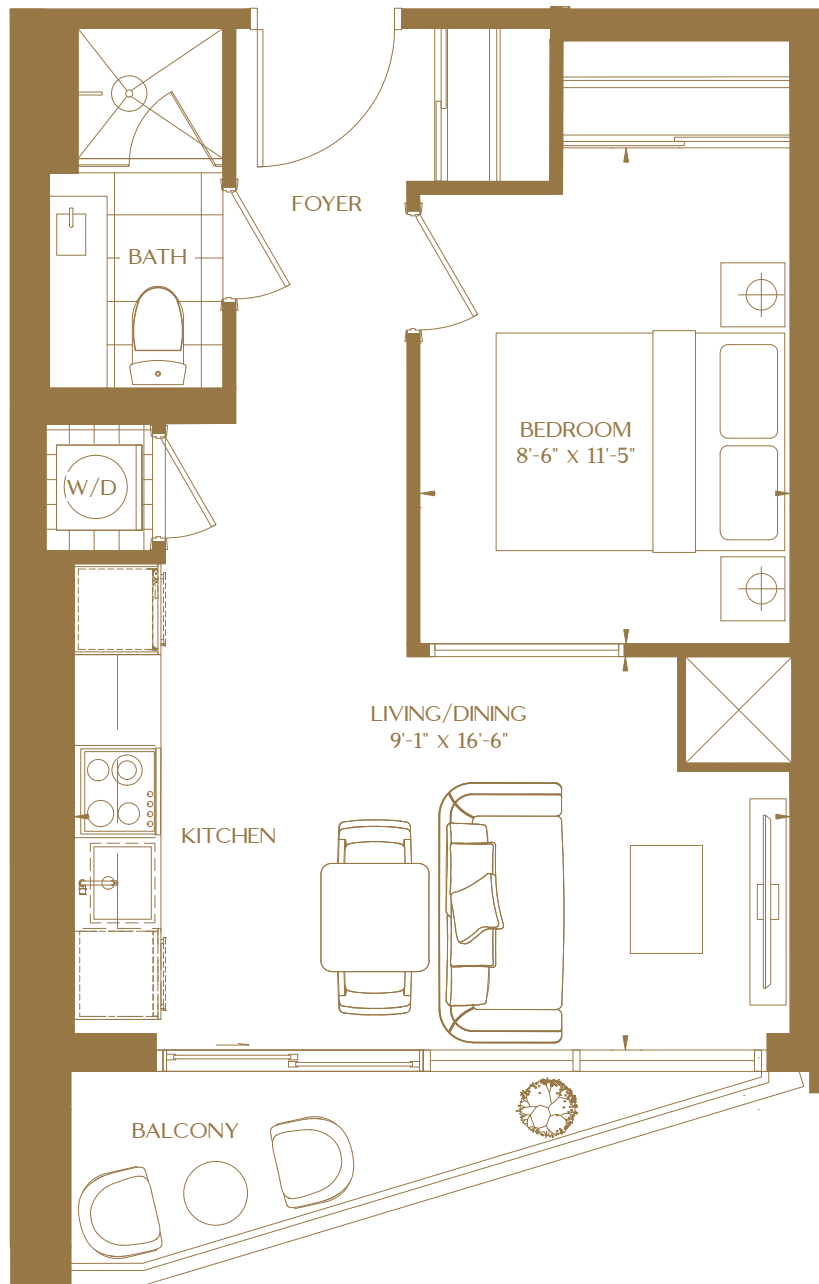 FOYER
BATH
BEDROOM
8'-6" X 11'-5"
W/D
LIVING/DINING
9'-1" X 16'-6"
KITCHEN
BALCONY